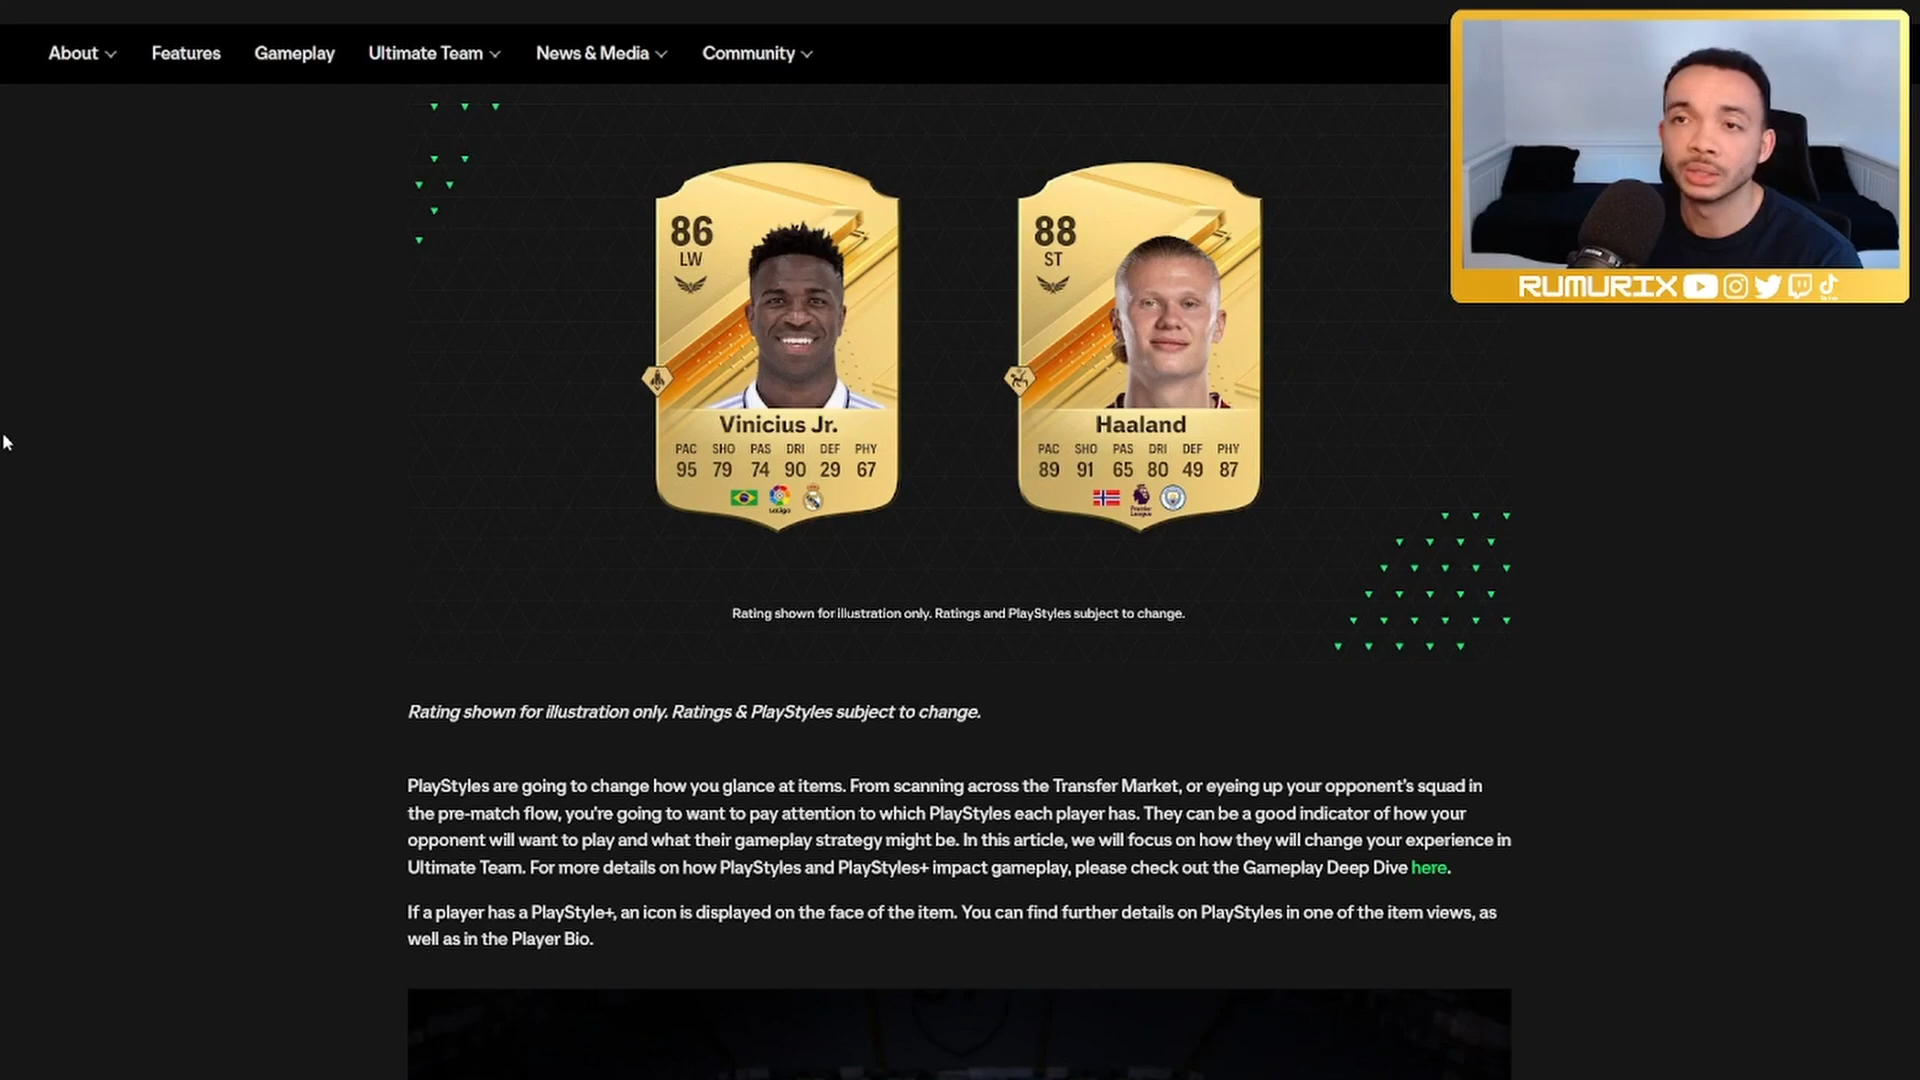 About
Features
Gameplay
Ultimate Team
News & Media
Community
RUMURIX
86
LW
Vinicius Jr.
PAC SHO PAS DRI DEF PHY
95 79 74 90 29 67
88
ST
Haaland
PAC SHO PAS DRI DEF PHY
89 91 65 80 49 87
Premier
League
Rating shown for illustration only. Ratings and PlayStyles subject to change.
Rating shown for illustration only. Ratings & PlayStyles subject to change.
PlayStyles are going to change how you glance at items. From scanning across the Transfer Market, or eyeing up your opponent's squad in
the pre-match flow, you're going to want to pay attention to which PlayStyles each player has. They can be a good indicator of how your
opponent will want to play and what their gameplay strategy might be. In this article, we will focus on how they will change your experience in
Ultimate Team. For more details on how PlayStyles and PlayStyles+ impact gameplay, please check out the Gameplay Deep Dive here.
If a player has a PlayStyle+, an icon is displayed on the face of the item. You can find further details on PlayStyles in one of the item views, as
well as in the Player Bio.